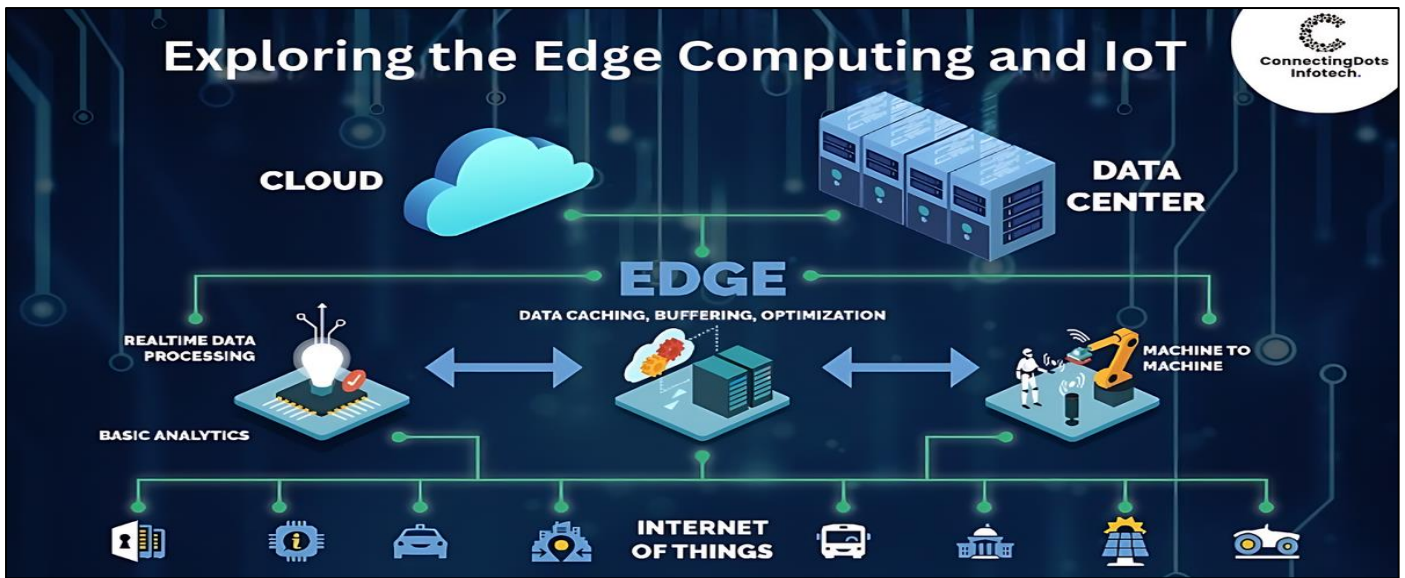 Exploring the Edge Computing and IoT
ConnectingDots
Infotech.
CLOUD
DATA
CENTER
EDGE
DATA CACHING, BUFFERING, OPTIMIZATION
REALTIME DATA
PROCESSING
MACHINE TO
MACHINE
BASIC ANALYTICS
INTERNET
OF THINGS